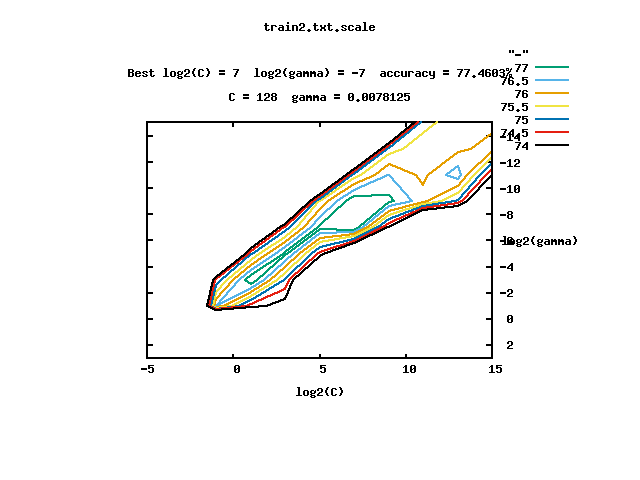 train2.txt.scale
"-"
Best log2(C) = 7  log2(gamma) = -7  accuracy = 77.4603%
77
76.5
C = 128  gamma = 0.0078125
76
75.5
75
74.5
74
-14
-12
-10
-8
-6
log2(gamma)
-4
-2
0
2
-5 0 5 10 15
log2(C)